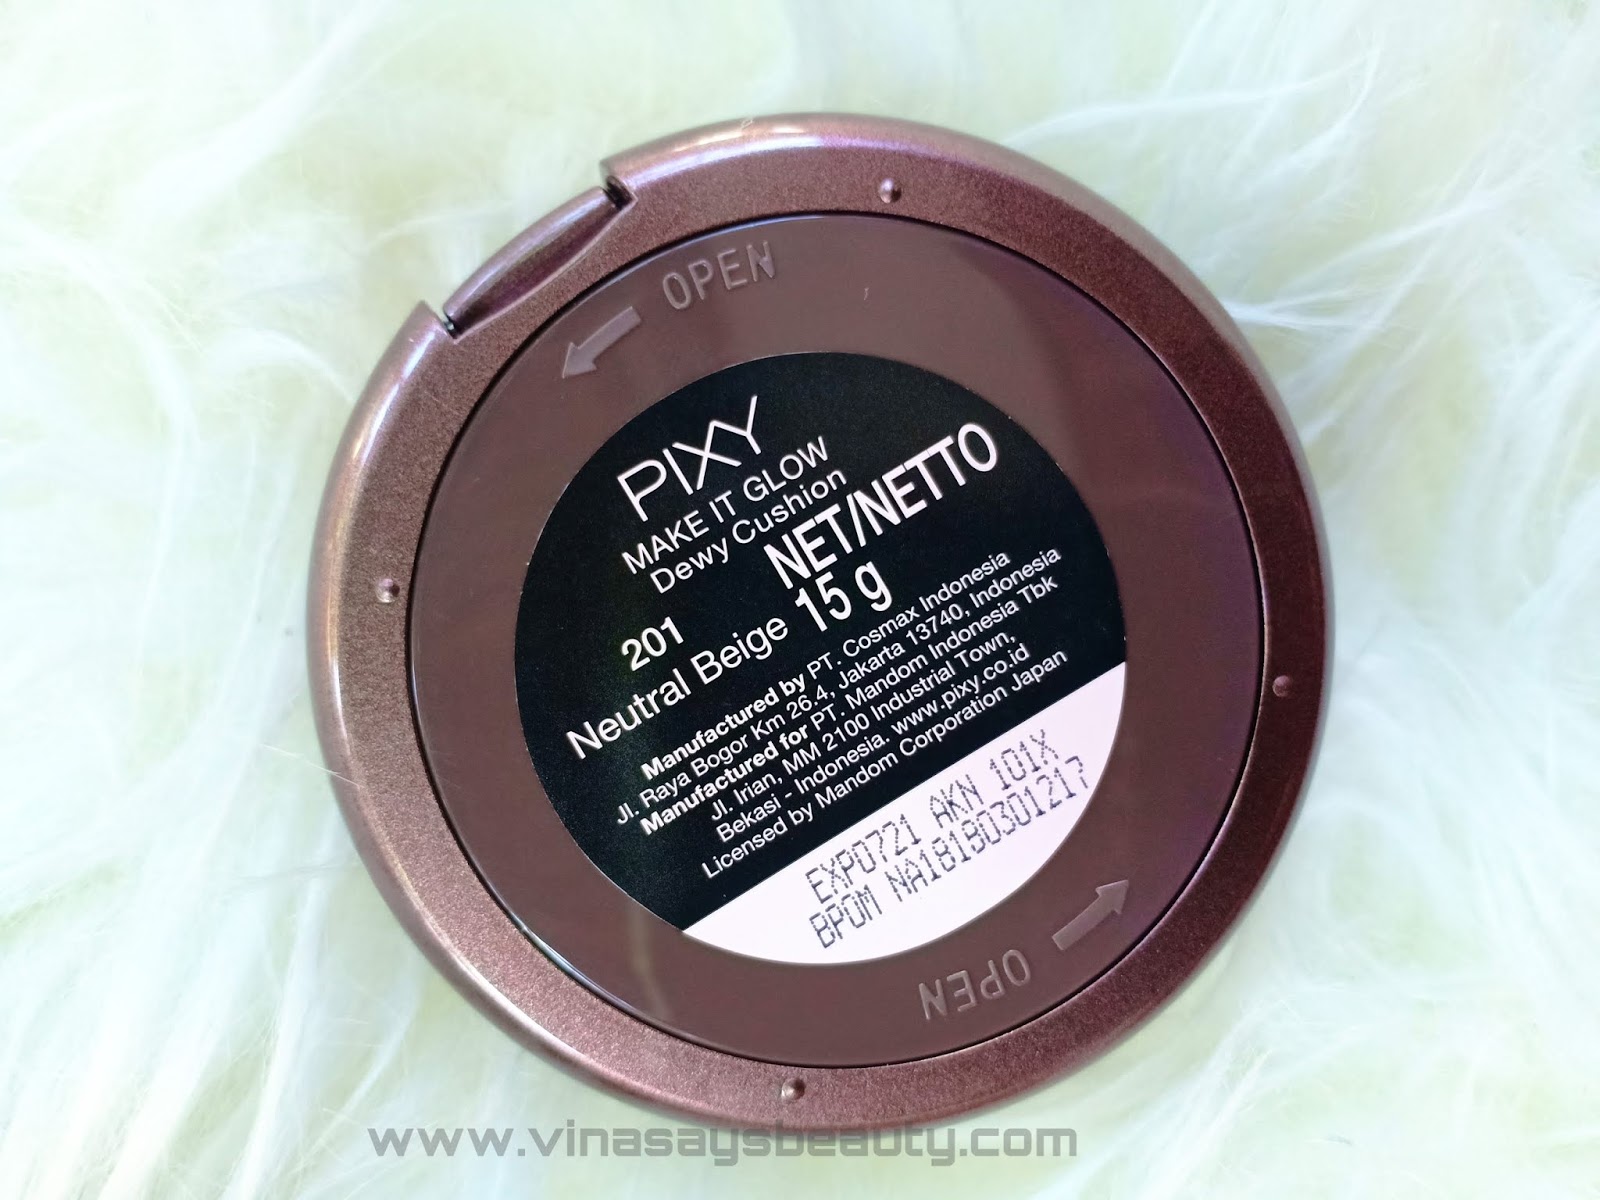 OPEN
PIXY
MAKE IT GLOW
Dewy Cushion
NET/NETTO
15 g
201
Neutral Beige
Manufactured by PT. Cosmax Indonesia
Jl. Raya Bogor Km 26.4, Jakarta 13740, Indonesia
Manufactured for PT. Mandom Indonesia Tbk
Jl. Irian, MM 2100 Industrial Town,
Bekasi - Indonesia. www.pixy.co.id
Licensed by Mandom Corporation Japan
EXP0721 AKN 101X
BPOM NA18180301217
OPEN
www.vinasaysbeauty.com